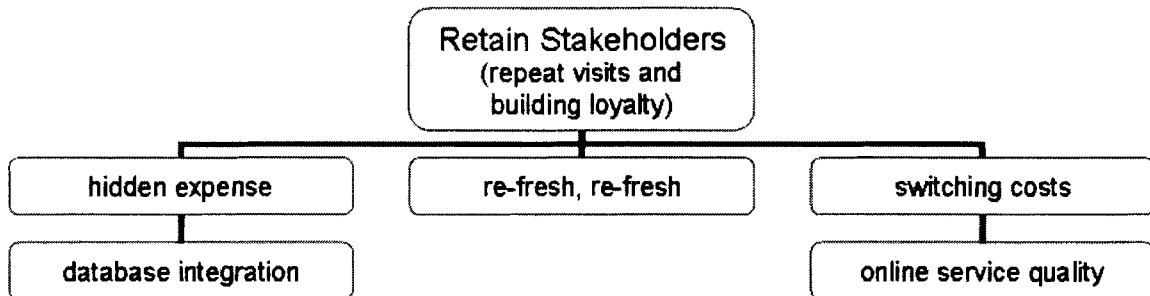 Retain Stakeholders
(repeat visits and
building loyalty)
hidden expense
re-fresh, re-fresh
switching costs
database integration
online service quality